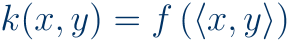 k(x, y) = f (⟨x, y⟩)